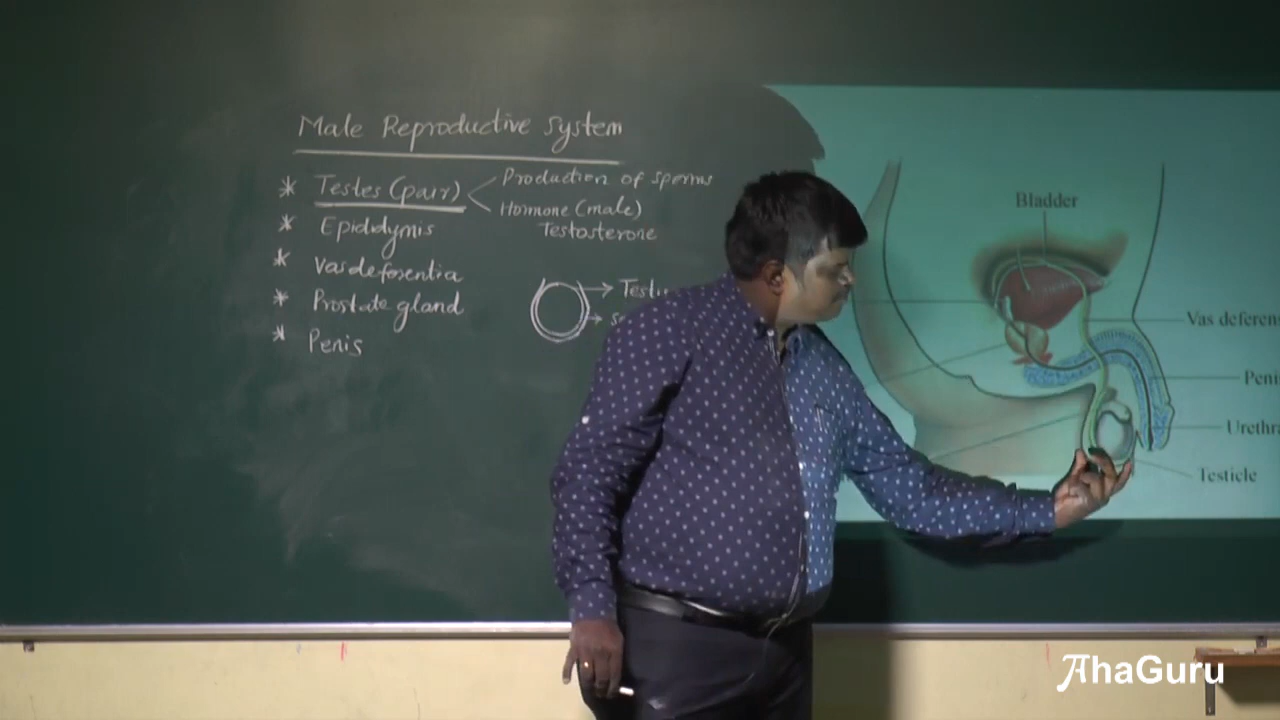 Male Reproductive System
* Testes (pair)
Production of sperms
Hormone (male)
Testosterone
* Epididymis
* Vasdeferentia
* Prostate gland
* Penis
Bladder
Vas deferens
Urethra
Testicle
AhaGuru